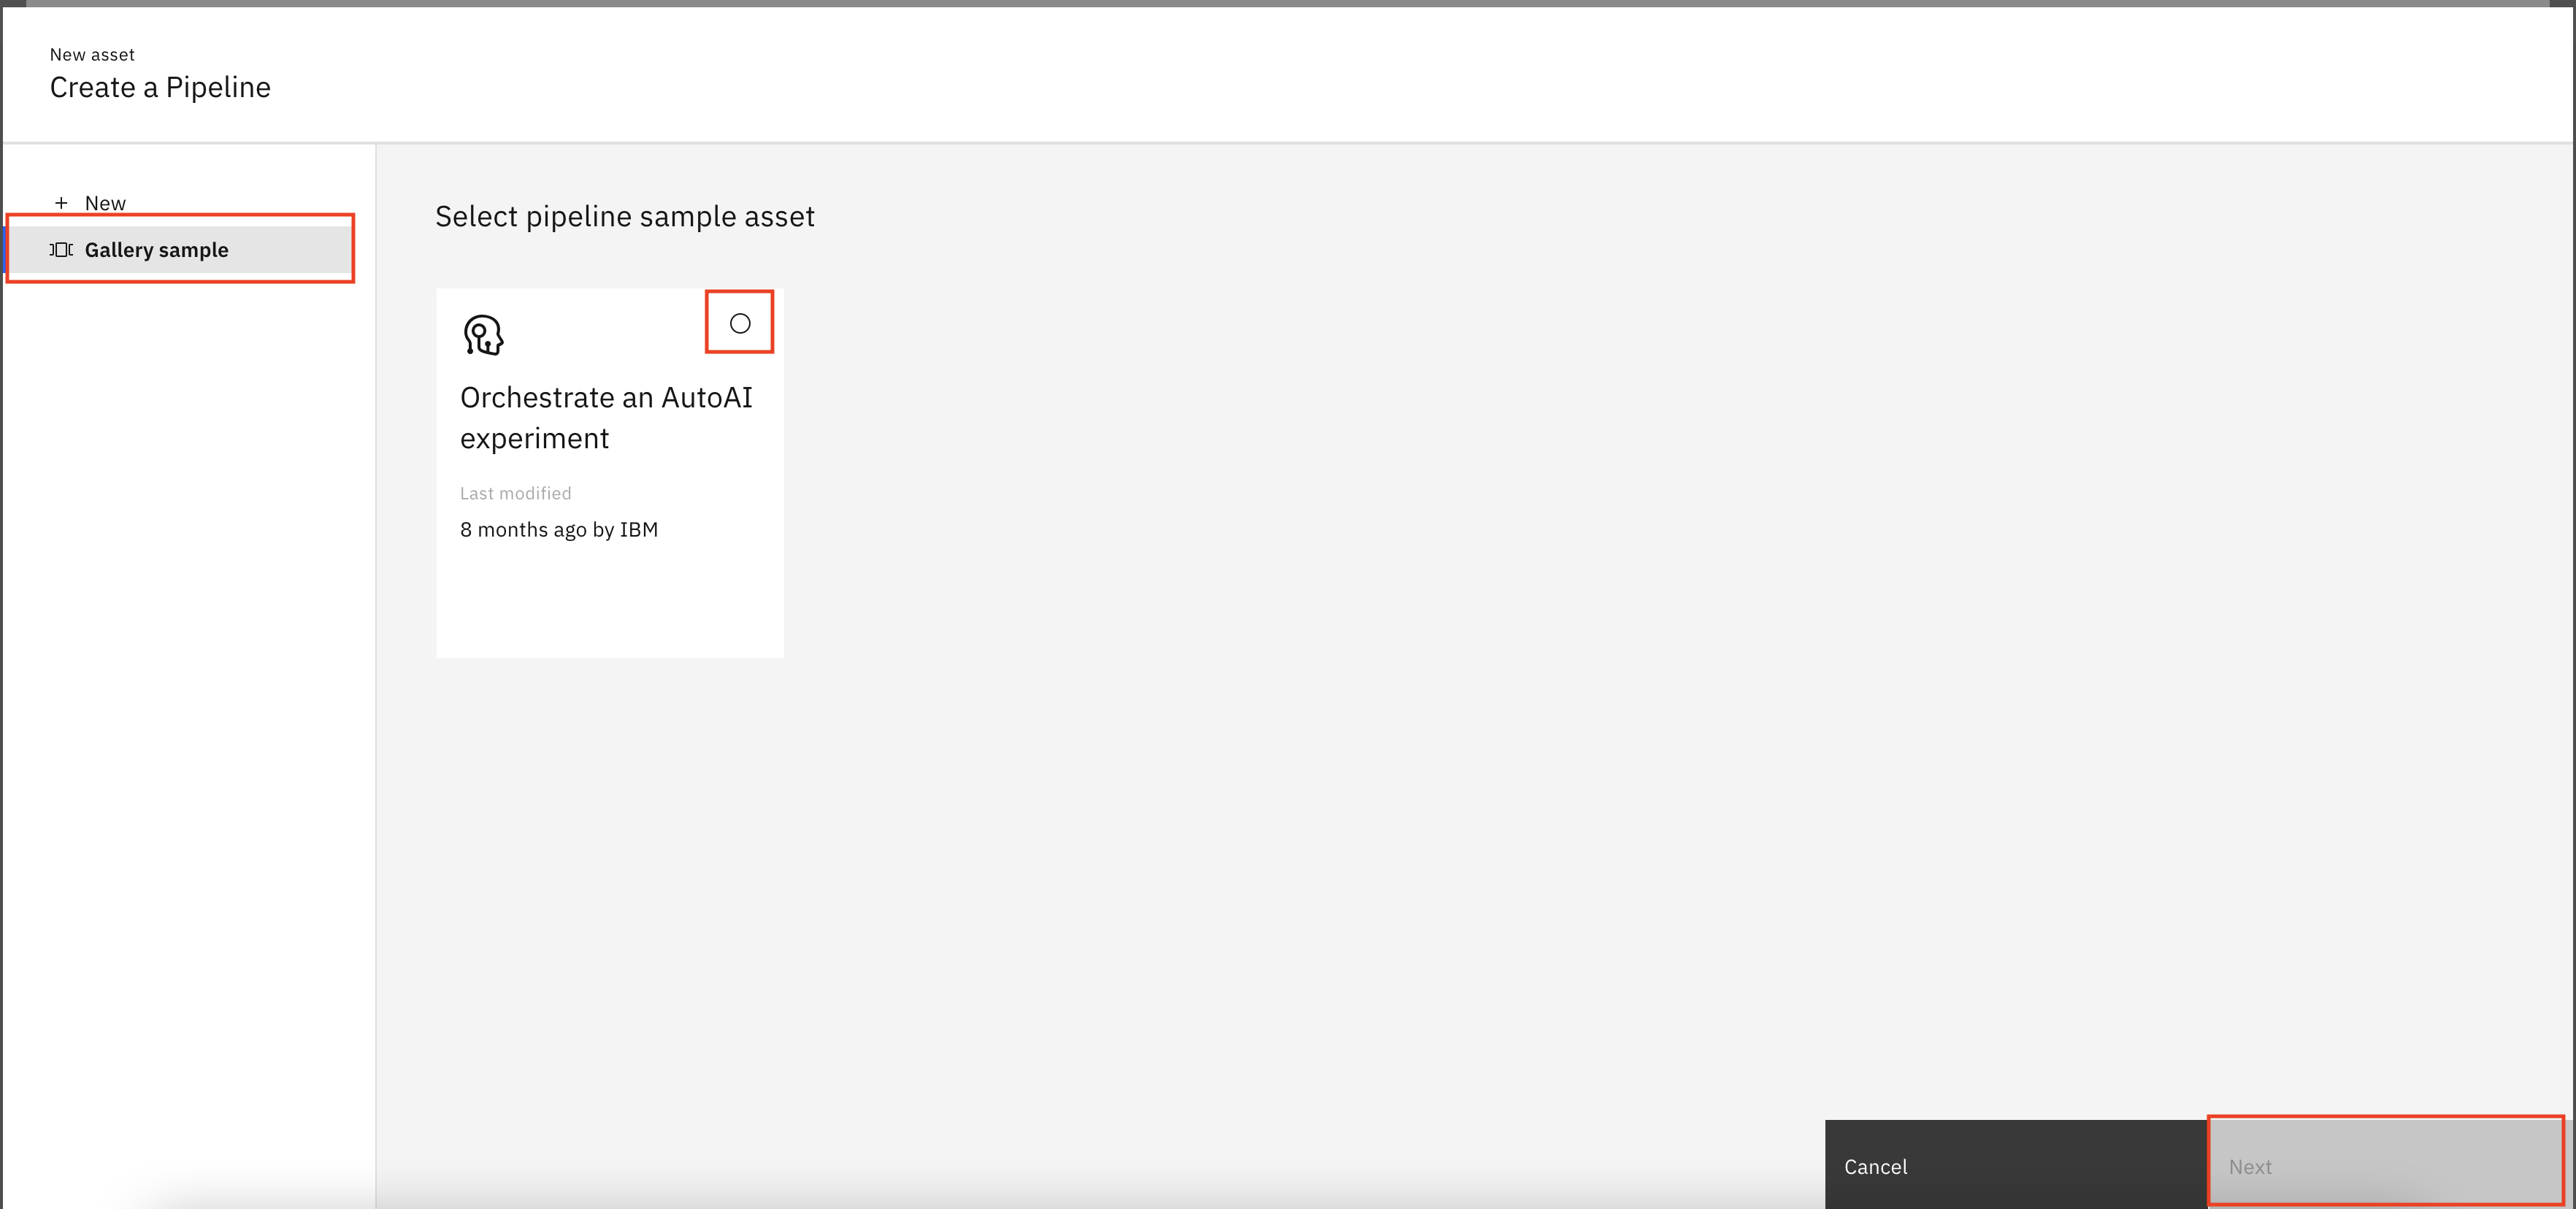 New asset
Create a Pipeline
New
Gallery sample
Select pipeline sample asset
Orchestrate an AutoAI
experiment
Last modified
8 months ago by IBM
Cancel
Next